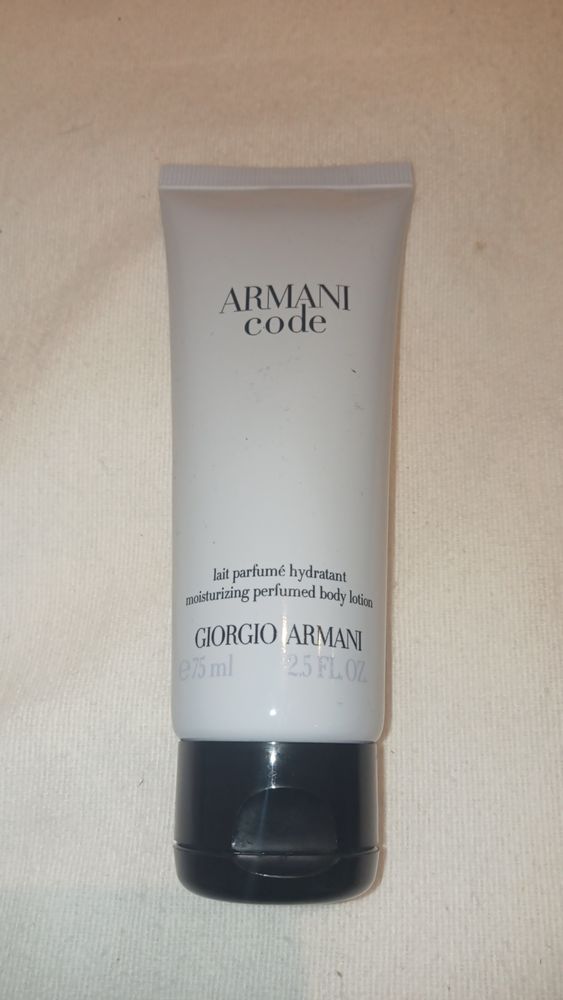 ARMANI
code
lait parfumé hydratant
moisturizing perfumed body lotion
GIORGIO ARMANI
℮75 ml 2.5 FL. OZ.